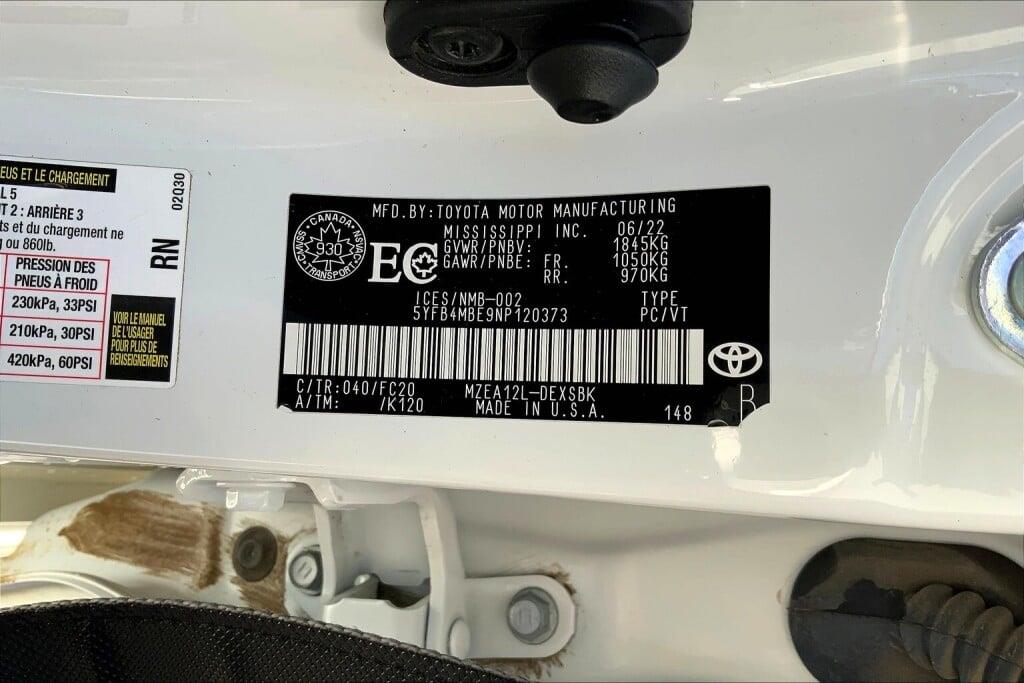 EUS ET LE CHARGEMENT
L 5
T 2 : ARRIÈRE 3
ts et du chargement ne
g ou 860lb.
PRESSION DES
PNEUS À FROID
230kPa, 33PSI
210kPa, 30PSI
420kPa, 60PSI
VOIR LE MANUEL
DE L'USAGER
POUR PLUS DE
RENSEIGNEMENTS
02Q30
RN
MFD.BY:TOYOTA MOTOR MANUFACTURING
MISSISSIPPI INC. 06/22
GVWR/PNBV: 1845KG
GAWR/PNBE: FR. 1050KG
RR. 970KG
CANADA
930
TRANSPORT
EC
ICES/NMB-002 TYPE
5YFB4MBE9NP120373 PC/VT
C/TR:040/FC20 MZEA12L-DEXSBK
A/TM: /K120 MADE IN U.S.A. 148
B